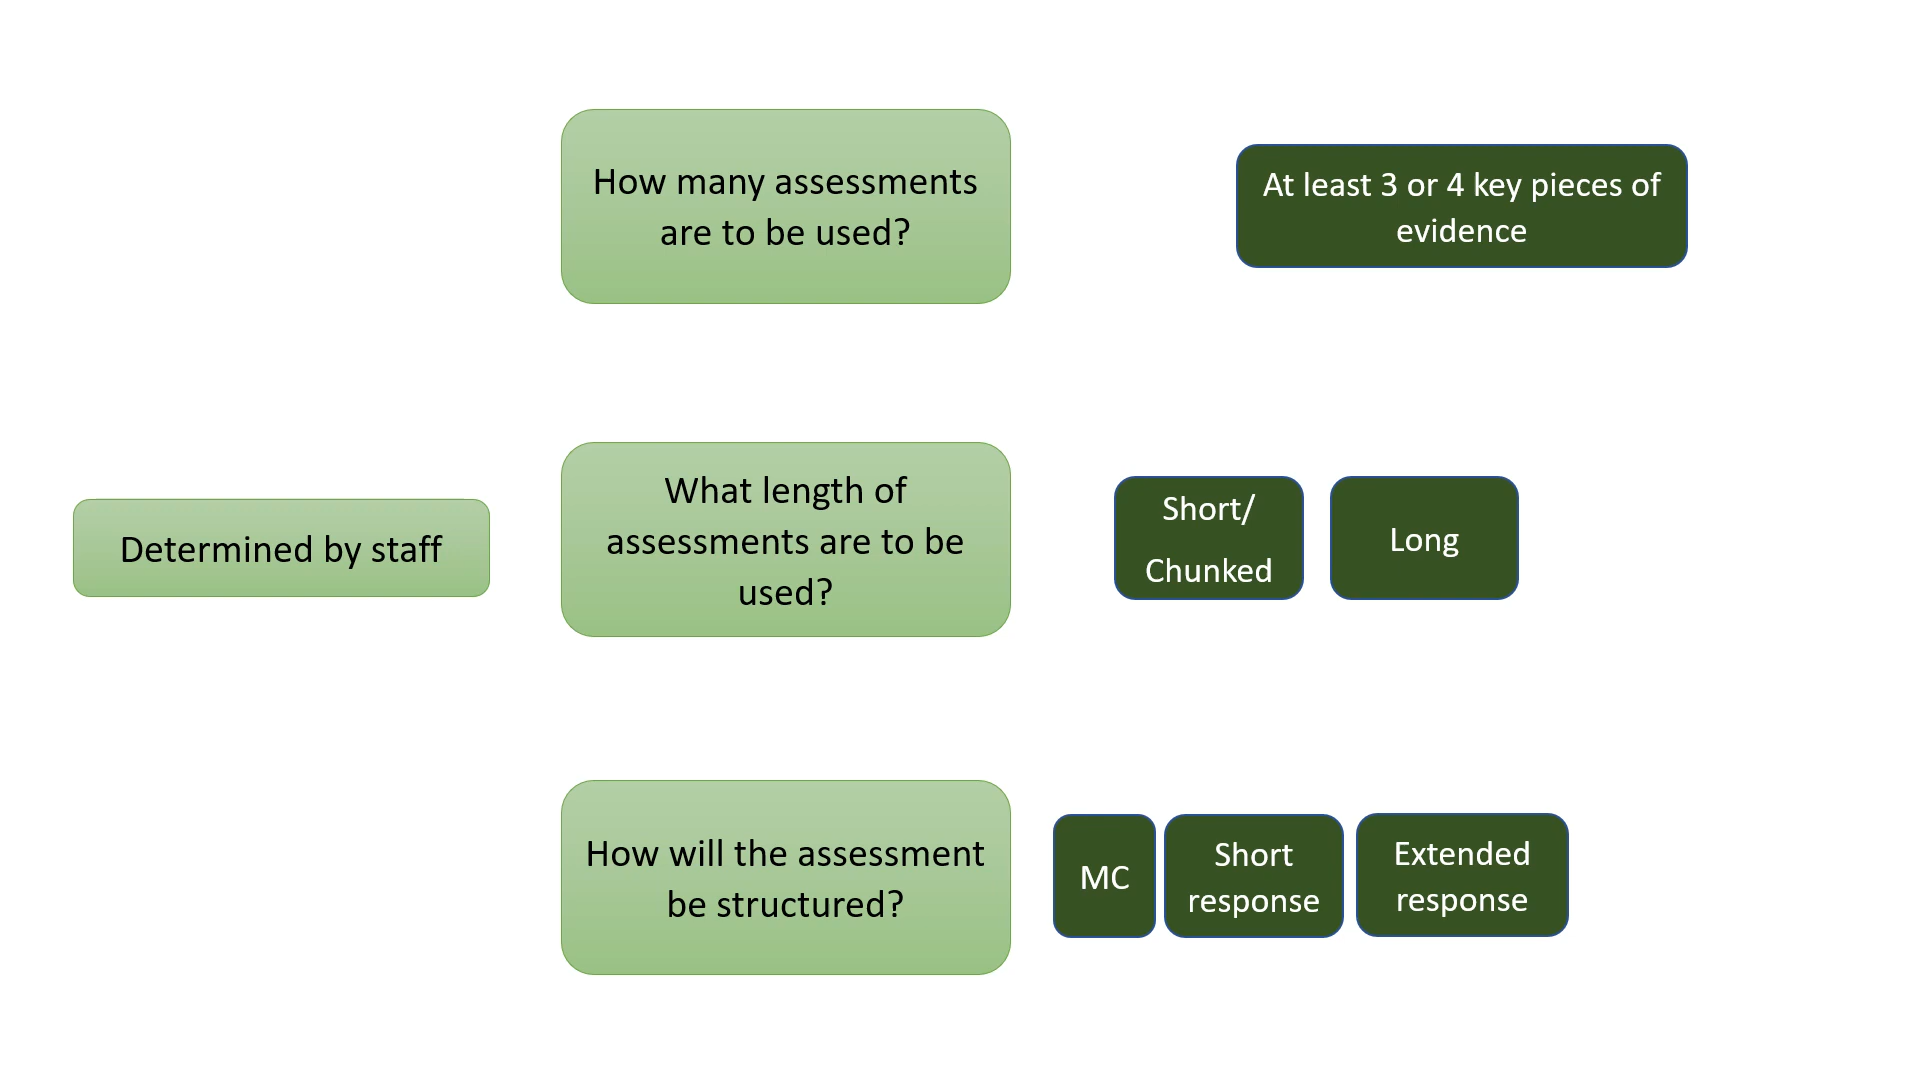 How many assessments
are to be used?
At least 3 or 4 key pieces of
evidence
Determined by staff
What length of
assessments are to be
used?
Short/
Chunked
Long
How will the assessment
be structured?
MC
Short
response
Extended
response